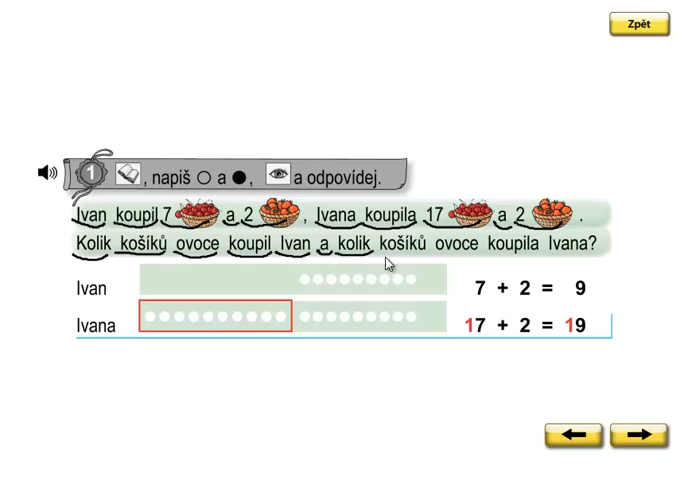 Zpět
1 , napiš ○ a ●, a odpovídej.
Ivan koupil 7 a 2 , Ivana koupila 17 a 2 .
Kolik košíků ovoce koupil Ivan a kolik košíků ovoce koupila Ivana?
Ivan 7 + 2 = 9
Ivana 17 + 2 = 19